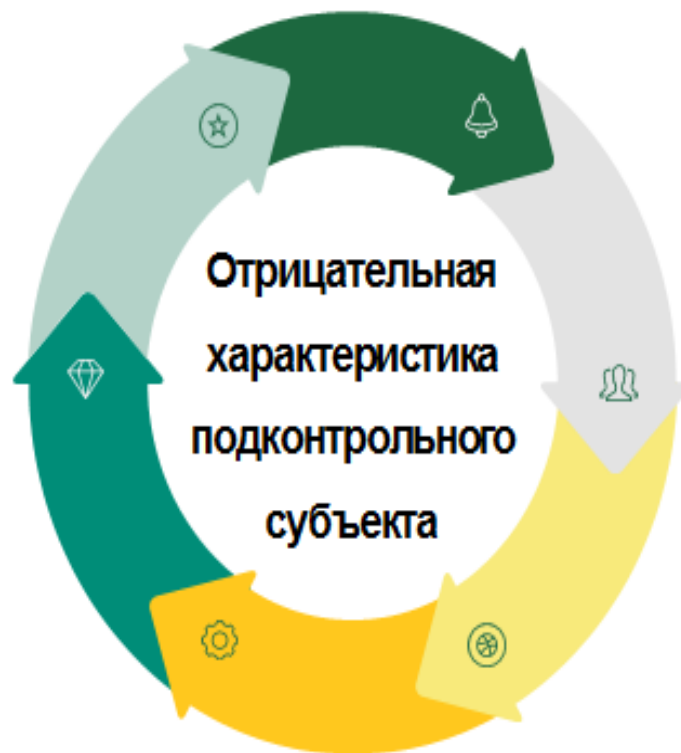 Отрицательная
характеристика
подконтрольного
субъекта